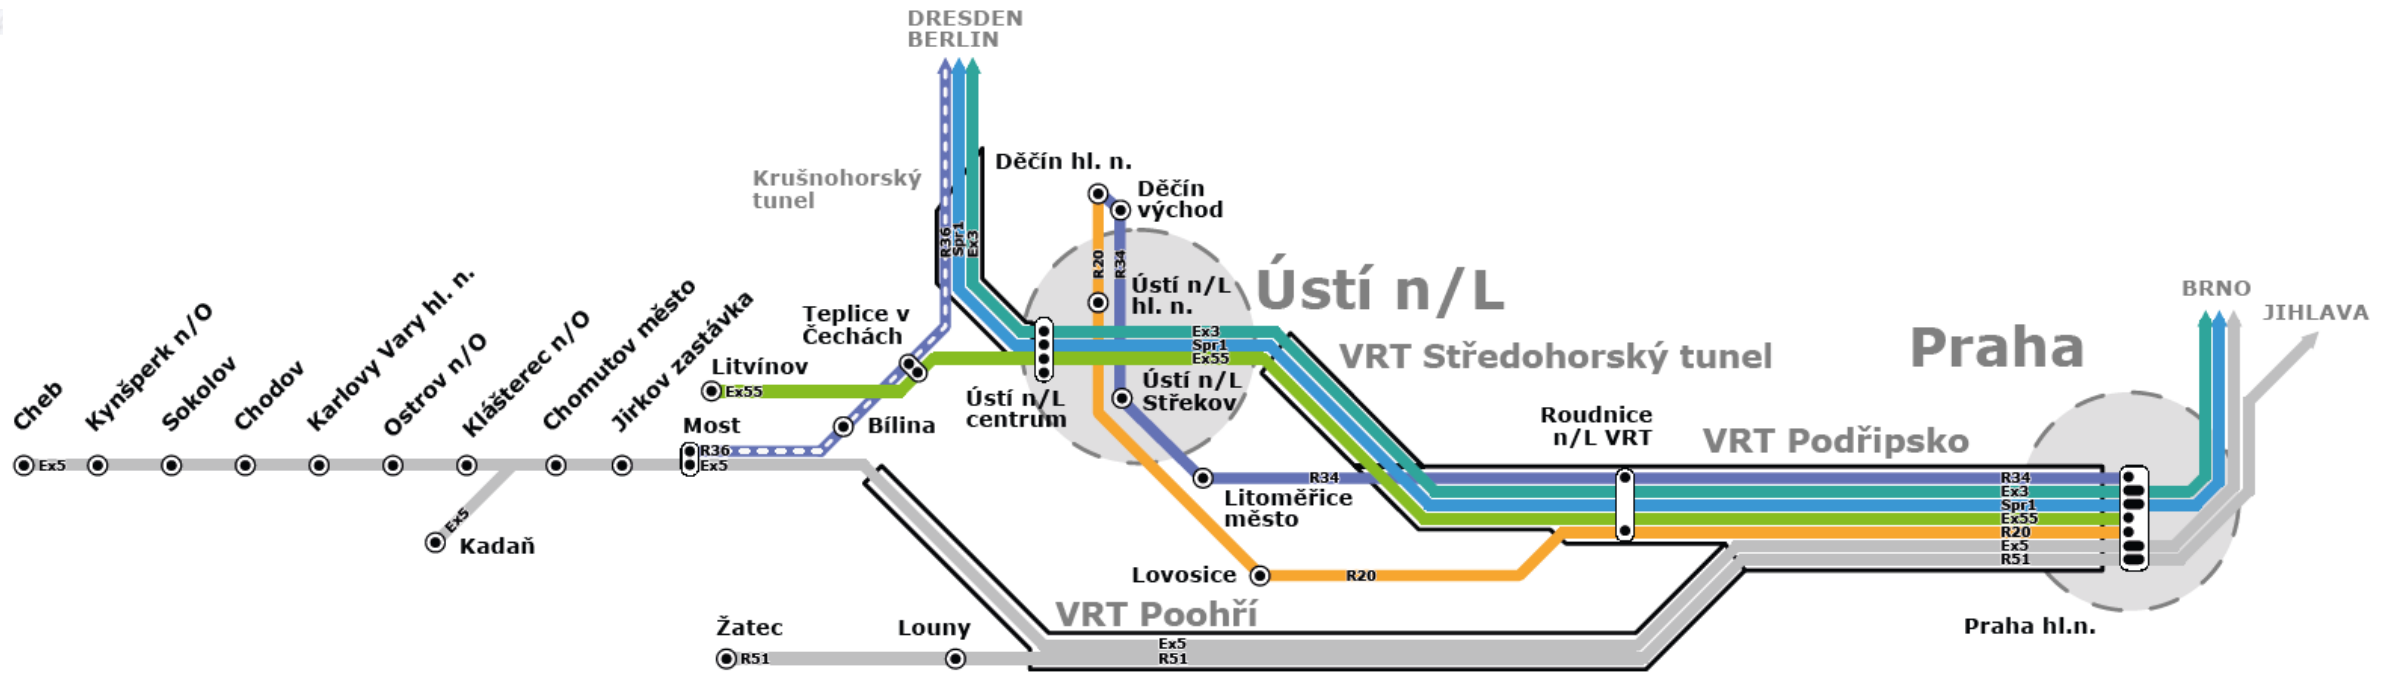 DRESDEN
BERLIN
Krušnohorský
tunel
R36
Spr1
Ex3
Děčín hl. n.
Děčín
východ
R20
R34
Ústí n/L
hl. n.
Ústí n/L
Teplice v
Čechách
Litvínov
Ex55
Ex3
Spr1
Ex55
VRT Středohorský tunel
Ústí n/L
centrum
Ústí n/L
Střekov
Praha
BRNO
JIHLAVA
Cheb
Kynšperk n/O
Sokolov
Chodov
Karlovy Vary hl. n.
Ostrov n/O
Klášterec n/O
Chomutov město
Jirkov zastávka
Most
R36
Ex5
Bílina
Ex5
Ex5
Kadaň
R34
Litoměřice
město
Roudnice
n/L VRT
VRT Podřipsko
R34
Ex3
Spr1
Ex55
R20
Ex5
R51
Lovosice
R20
VRT Poohří
Žatec
R51
Louny
Ex5
R51
Praha hl.n.